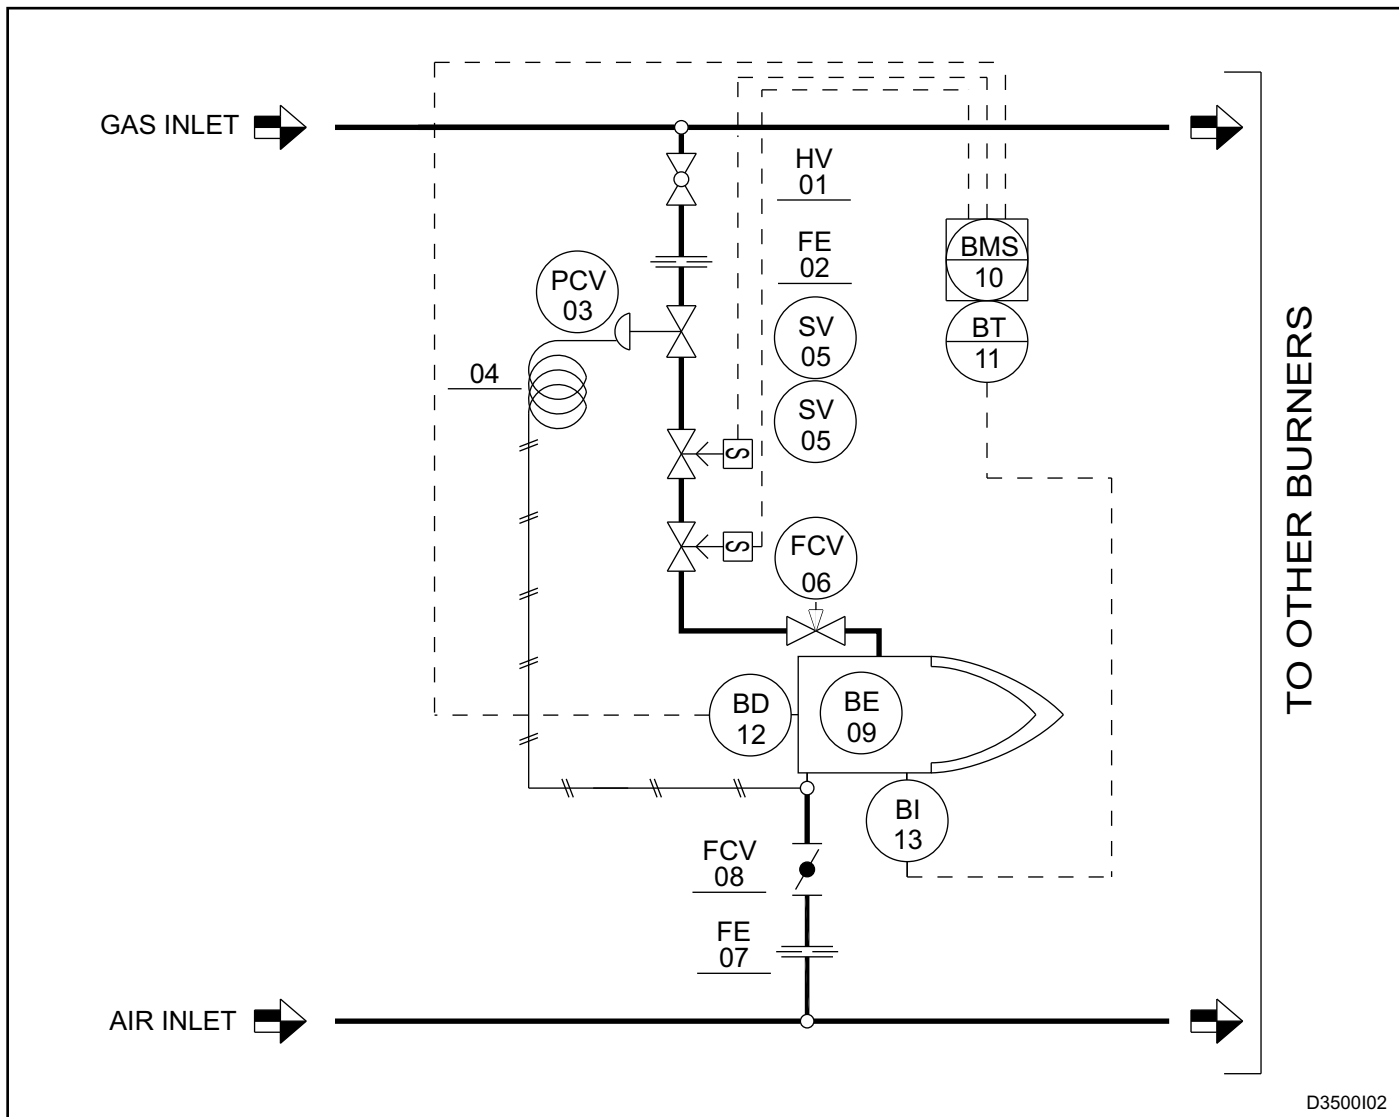 GAS INLET
HV
01
FE
02
BMS
10
PCV
03
SV
05
BT
11
04
SV
05
S
S
FCV
06
TO OTHER BURNERS
BD
12
BE
09
BI
13
FCV
08
FE
07
AIR INLET
D3500I02